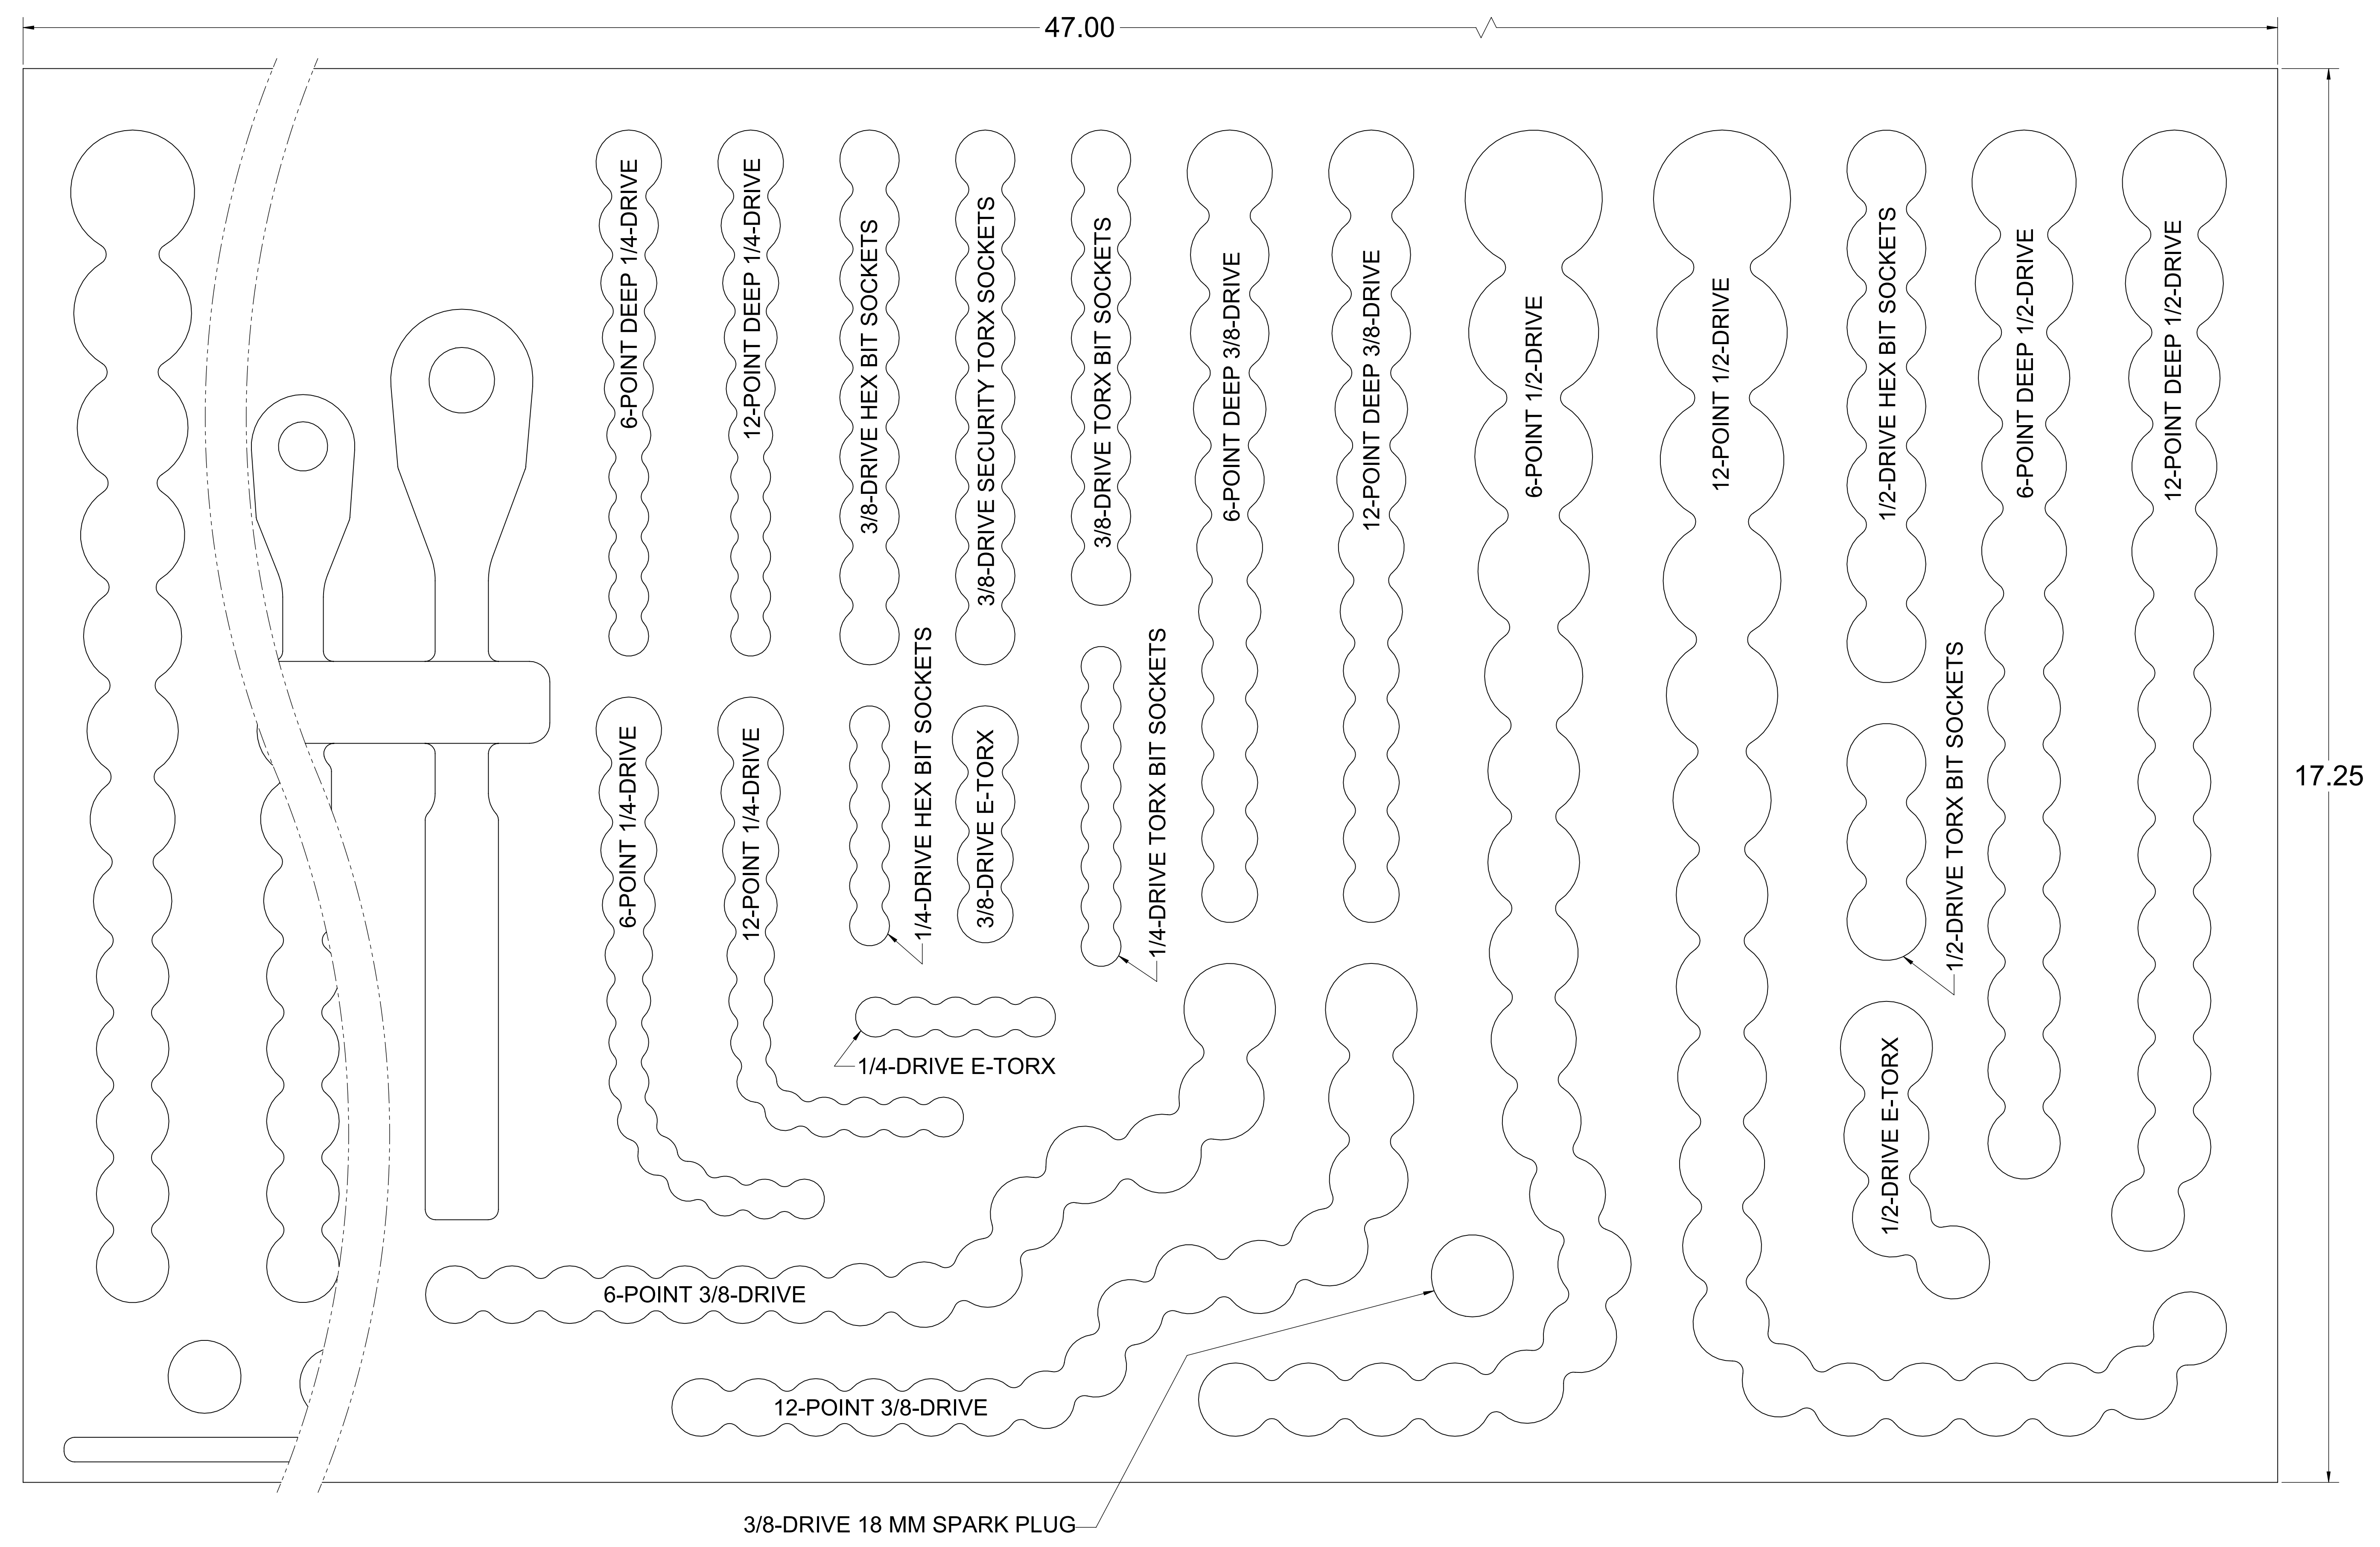 47.00
17.25
6-POINT DEEP 1/4-DRIVE
12-POINT DEEP 1/4-DRIVE
3/8-DRIVE HEX BIT SOCKETS
3/8-DRIVE SECURITY TORX SOCKETS
3/8-DRIVE TORX BIT SOCKETS
6-POINT DEEP 3/8-DRIVE
12-POINT DEEP 3/8-DRIVE
6-POINT 1/2-DRIVE
12-POINT 1/2-DRIVE
1/2-DRIVE HEX BIT SOCKETS
6-POINT DEEP 1/2-DRIVE
12-POINT DEEP 1/2-DRIVE
6-POINT 1/4-DRIVE
12-POINT 1/4-DRIVE
1/4-DRIVE HEX BIT SOCKETS
3/8-DRIVE E-TORX
1/4-DRIVE TORX BIT SOCKETS
1/2-DRIVE TORX BIT SOCKETS
1/4-DRIVE E-TORX
1/2-DRIVE E-TORX
6-POINT 3/8-DRIVE
12-POINT 3/8-DRIVE
3/8-DRIVE 18 MM SPARK PLUG